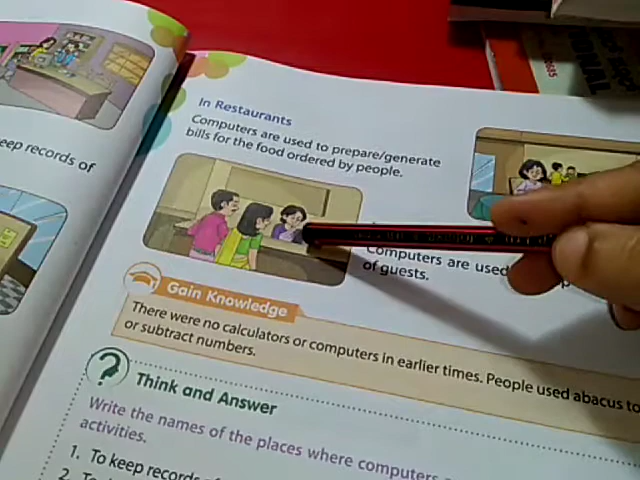 eep records of
In Restaurants
Computers are used to prepare/generate
bills for the food ordered by people.
Computers are used
of guests.
Gain Knowledge
There were no calculators or computers in earlier times. People used abacus to
or subtract numbers.
?
Think and Answer
Write the names of the places where computers
activities.
1. To keep records
2. To